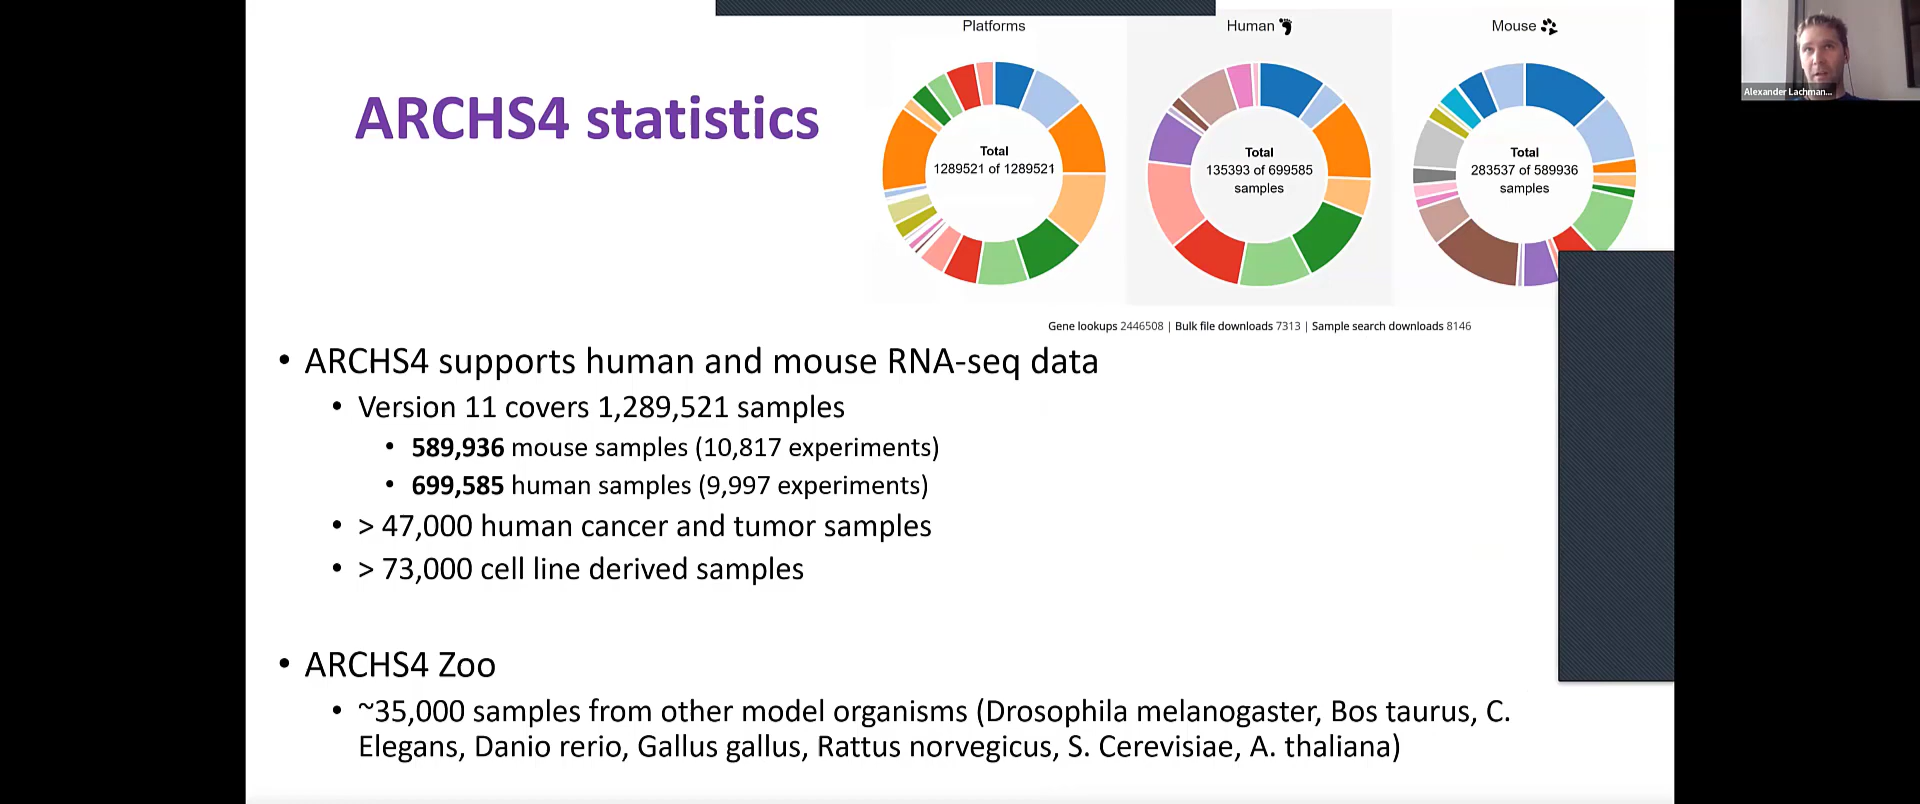 Platforms
Human
Mouse
Alexander Lachman...
ARCHS4 statistics
Total
1289521 of 1289521
Total
135393 of 699585
samples
Total
283537 of 589936
samples
Gene lookups 2446508 | Bulk file downloads 7313 | Sample search downloads 8146
• ARCHS4 supports human and mouse RNA-seq data
• Version 11 covers 1,289,521 samples
• 589,936 mouse samples (10,817 experiments)
• 699,585 human samples (9,997 experiments)
• > 47,000 human cancer and tumor samples
• > 73,000 cell line derived samples
• ARCHS4 Zoo
• ~35,000 samples from other model organisms (Drosophila melanogaster, Bos taurus, C.
Elegans, Danio rerio, Gallus gallus, Rattus norvegicus, S. Cerevisiae, A. thaliana)